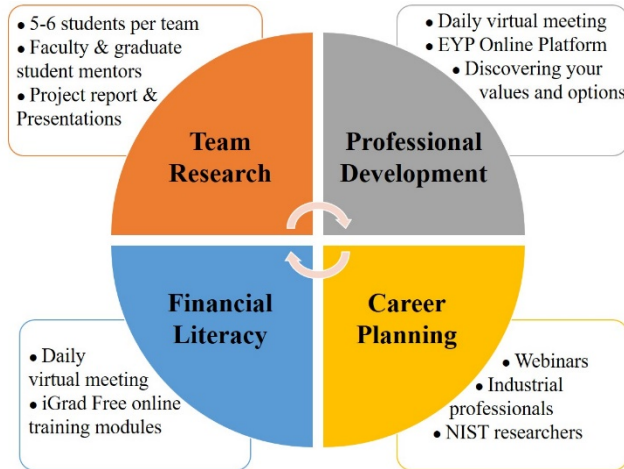 • 5-6 students per team
• Faculty & graduate
student mentors
• Project report &
Presentations
• Daily virtual meeting
• EYP Online Platform
• Discovering your
values and options
Team
Research
Professional
Development
Financial
Literacy
Career
Planning
• Daily
virtual meeting
• iGrad Free online
training modules
• Webinars
• Industrial
professionals
• NIST researchers